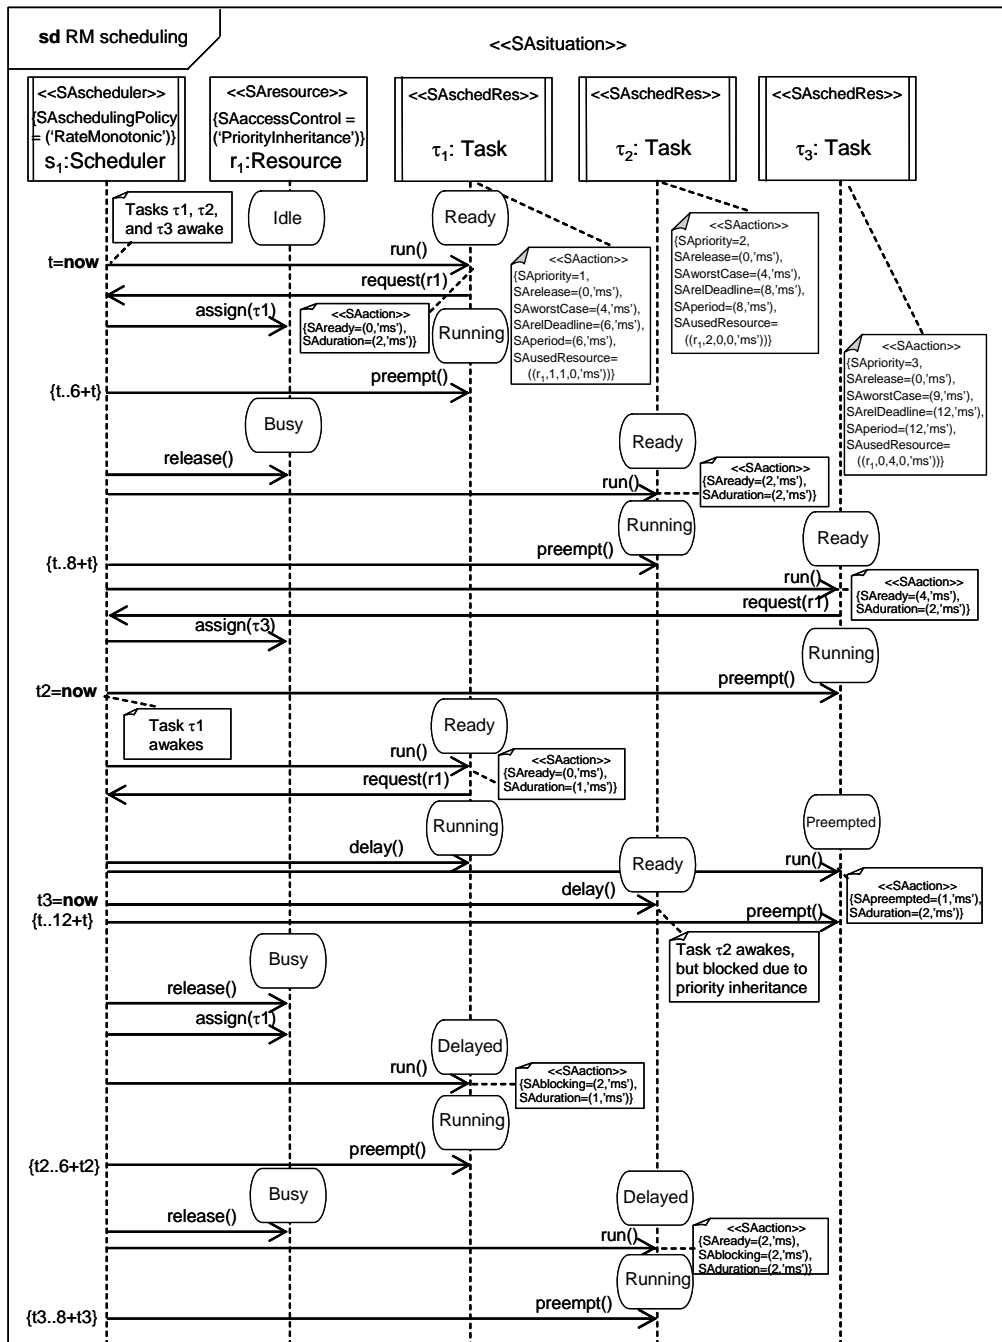 sd RM scheduling
<<SAsituation>>
<<SAscheduler>>
{SAschedulingPolicy
= ('RateMonotonic')}
s1:Scheduler
<<SAresource>>
{SAaccessControl =
('PriorityInheritance')}
r1:Resource
<<SAschedRes>>
τ1: Task
<<SAschedRes>>
τ2: Task
<<SAschedRes>>
τ3: Task
Tasks τ1, τ2,
and τ3 awake
Idle
Ready
t=now
run()
request(r1)
assign(τ1)
<<SAaction>>
{SAready=(0,'ms'),
SAduration=(2,'ms')}
Running
<<SAaction>>
{SApriority=1,
SArelease=(0,'ms'),
SAworstCase=(4,'ms'),
SArelDeadline=(6,'ms'),
SAperiod=(6,'ms'),
SAusedResource=
((r1,1,1,0,'ms'))}
<<SAaction>>
{SApriority=2,
SArelease=(0,'ms'),
SAworstCase=(4,'ms'),
SArelDeadline=(8,'ms'),
SAperiod=(8,'ms'),
SAusedResource=
((r1,2,0,0,'ms'))}
<<SAaction>>
{SApriority=3,
SArelease=(0,'ms'),
SAworstCase=(9,'ms'),
SArelDeadline=(12,'ms'),
SAperiod=(12,'ms'),
SAusedResource=
((r1,0,4,0,'ms'))}
{t..6+t}
preempt()
Busy
Ready
release()
run()
<<SAaction>>
{SAready=(2,'ms'),
SAduration=(2,'ms')}
Running
Ready
{t..8+t}
preempt()
run()
<<SAaction>>
{SAready=(4,'ms'),
SAduration=(2,'ms')}
request(r1)
assign(τ3)
Running
t2=now
preempt()
Task τ1
awakes
Ready
run()
<<SAaction>>
{SAready=(0,'ms'),
SAduration=(1,'ms')}
request(r1)
Running
Preempted
delay()
Ready
run()
<<SAaction>>
{SApreempted=(1,'ms'),
SAduration=(2,'ms')}
t3=now
delay()
{t..12+t}
preempt()
Task τ2 awakes,
but blocked due to
priority inheritance
Busy
release()
assign(τ1)
Delayed
run()
<<SAaction>>
{SAblocking=(2,'ms'),
SAduration=(1,'ms')}
Running
{t2..6+t2}
preempt()
Busy
Delayed
release()
run()
<<SAaction>>
{SAready=(2,'ms),
SAblocking=(2,'ms'),
SAduration=(2,'ms')}
Running
{t3..8+t3}
preempt()